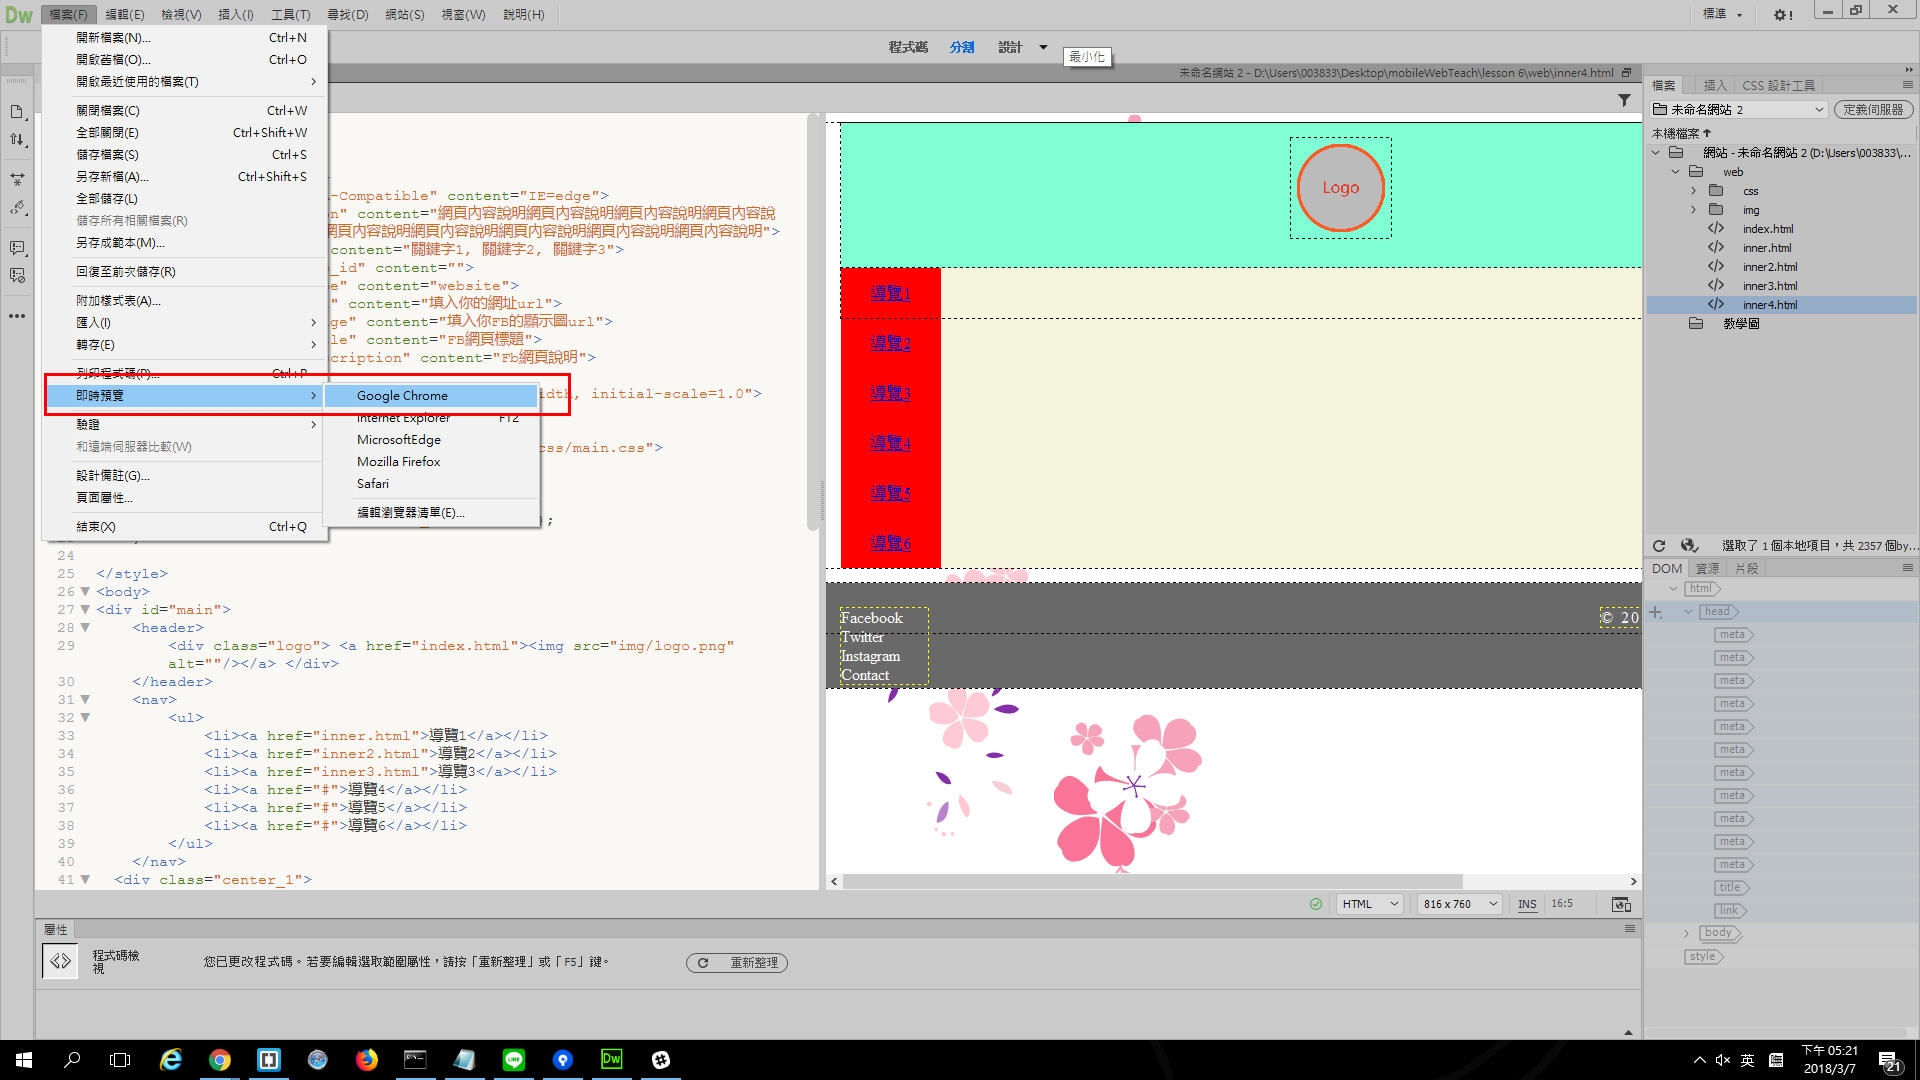 Dw 檔案(F) 編輯(E) 檢視(V) 插入(I) 工具(T) 尋找(D) 網站(S) 視窗(W) 說明(H) 標準
開新檔案(N)... Ctrl+N
開啟舊檔(O)... Ctrl+O
開啟最近使用的檔案(T)
關閉檔案(C) Ctrl+W
全部關閉(E) Ctrl+Shift+W
儲存檔案(S) Ctrl+S
另存新檔(A)... Ctrl+Shift+S
全部儲存(L)
儲存所有相關檔案(R)
另存成範本(M)...
回復至前次儲存(R)
附加樣式表(A)...
匯入(I)
轉存(E)
列印程式碼(P)... Ctrl+P
即時預覽
驗證
和遠端伺服器比較(W)
設計備註(G)...
頁面屬性...
結束(X) Ctrl+Q
Google Chrome
Internet Explorer F12
MicrosoftEdge
Mozilla Firefox
Safari
編輯瀏覽器清單(E)...
程式碼 分割 設計
最小化
未命名網站 2 - D:\Users\003833\Desktop\mobileWebTeach\lesson 6\web\inner4.html
-Compatible" content="IE=edge">
n" content="網頁內容說明網頁內容說明網頁內容說明網頁內容說
網頁內容說明網頁內容說明網頁內容說明網頁內容說明網頁內容說明">
content="關鍵字1, 關鍵字2, 關鍵字3">
_id" content="">
e" content="website">
" content="填入你的網址url">
ge" content="填入你FB的顯示圖url">
le" content="FB網頁標題">
cription" content="Fb網頁說明">
idth, initial-scale=1.0">
css/main.css">
);
24
25 </style>
26 <body>
27 <div id="main">
28 <header>
29 <div class="logo"> <a href="index.html"><img src="img/logo.png"
alt=""/></a> </div>
30 </header>
31 <nav>
32 <ul>
33 <li><a href="inner.html">導覽1</a></li>
34 <li><a href="inner2.html">導覽2</a></li>
35 <li><a href="inner3.html">導覽3</a></li>
36 <li><a href="#">導覽4</a></li>
37 <li><a href="#">導覽5</a></li>
38 <li><a href="#">導覽6</a></li>
39 </ul>
40 </nav>
41 <div class="center_1">
Logo
導覽1
導覽2
導覽3
導覽4
導覽5
導覽6
Facebook
Twitter
Instagram
Contact
© 20
HTML 816 x 760 INS 16:5
屬性
程式碼檢
視
您已更改程式碼。若要編輯選取範圍屬性，請按「重新整理」或「F5」鍵。
重新整理
檔案 插入 CSS 設計工具
未命名網站 2 定義伺服器
本機檔案
網站 - 未命名網站 2 (D:\Users\003833\...
web
css
img
index.html
inner.html
inner2.html
inner3.html
inner4.html
教學圖
選取了 1 個本地項目，共 2357 個by...
DOM 資源 片段
html
head
meta
meta
meta
meta
meta
meta
meta
meta
meta
meta
meta
title
link
body
style
Dw
英
下午 05:21
2018/3/7
21